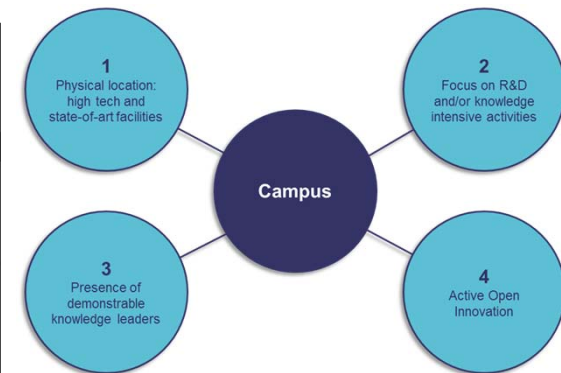 1
Physical location:
high tech and
state-of-art facilities
2
Focus on R&D
and/or knowledge
intensive activities
Campus
3
Presence of
demonstrable
knowledge leaders
4
Active Open
Innovation